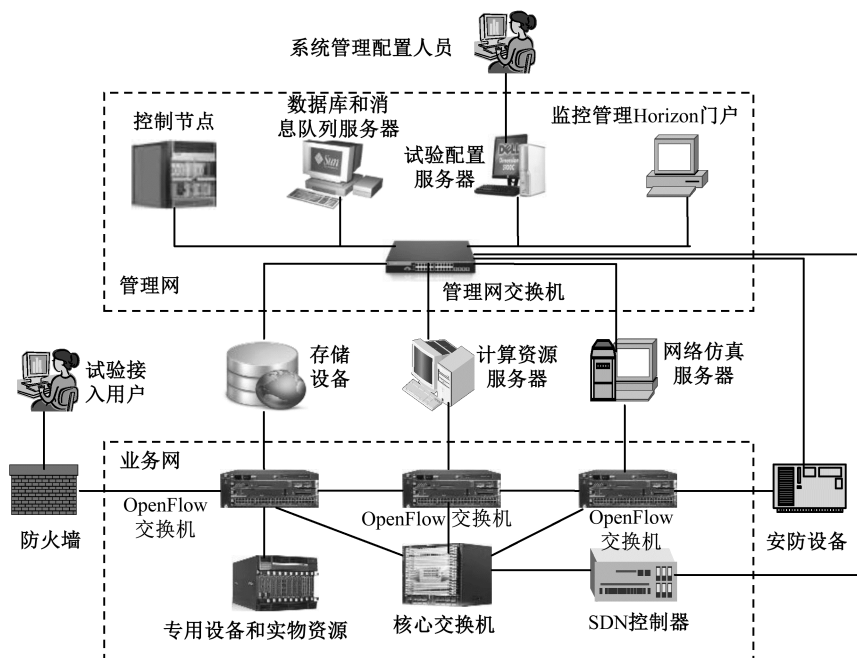 系统管理配置人员
控制节点
数据库和消
息队列服务器
试验配置
服务器
监控管理Horizon门户
Sun
DELL
管理网
管理网交换机
试验接
入用户
存储
设备
计算资源
服务器
网络仿真
服务器
业务网
防火墙
OpenFlow
交换机
OpenFlow 交换机
OpenFlow
交换机
安防设备
专用设备和实物资源
核心交换机
SDN控制器